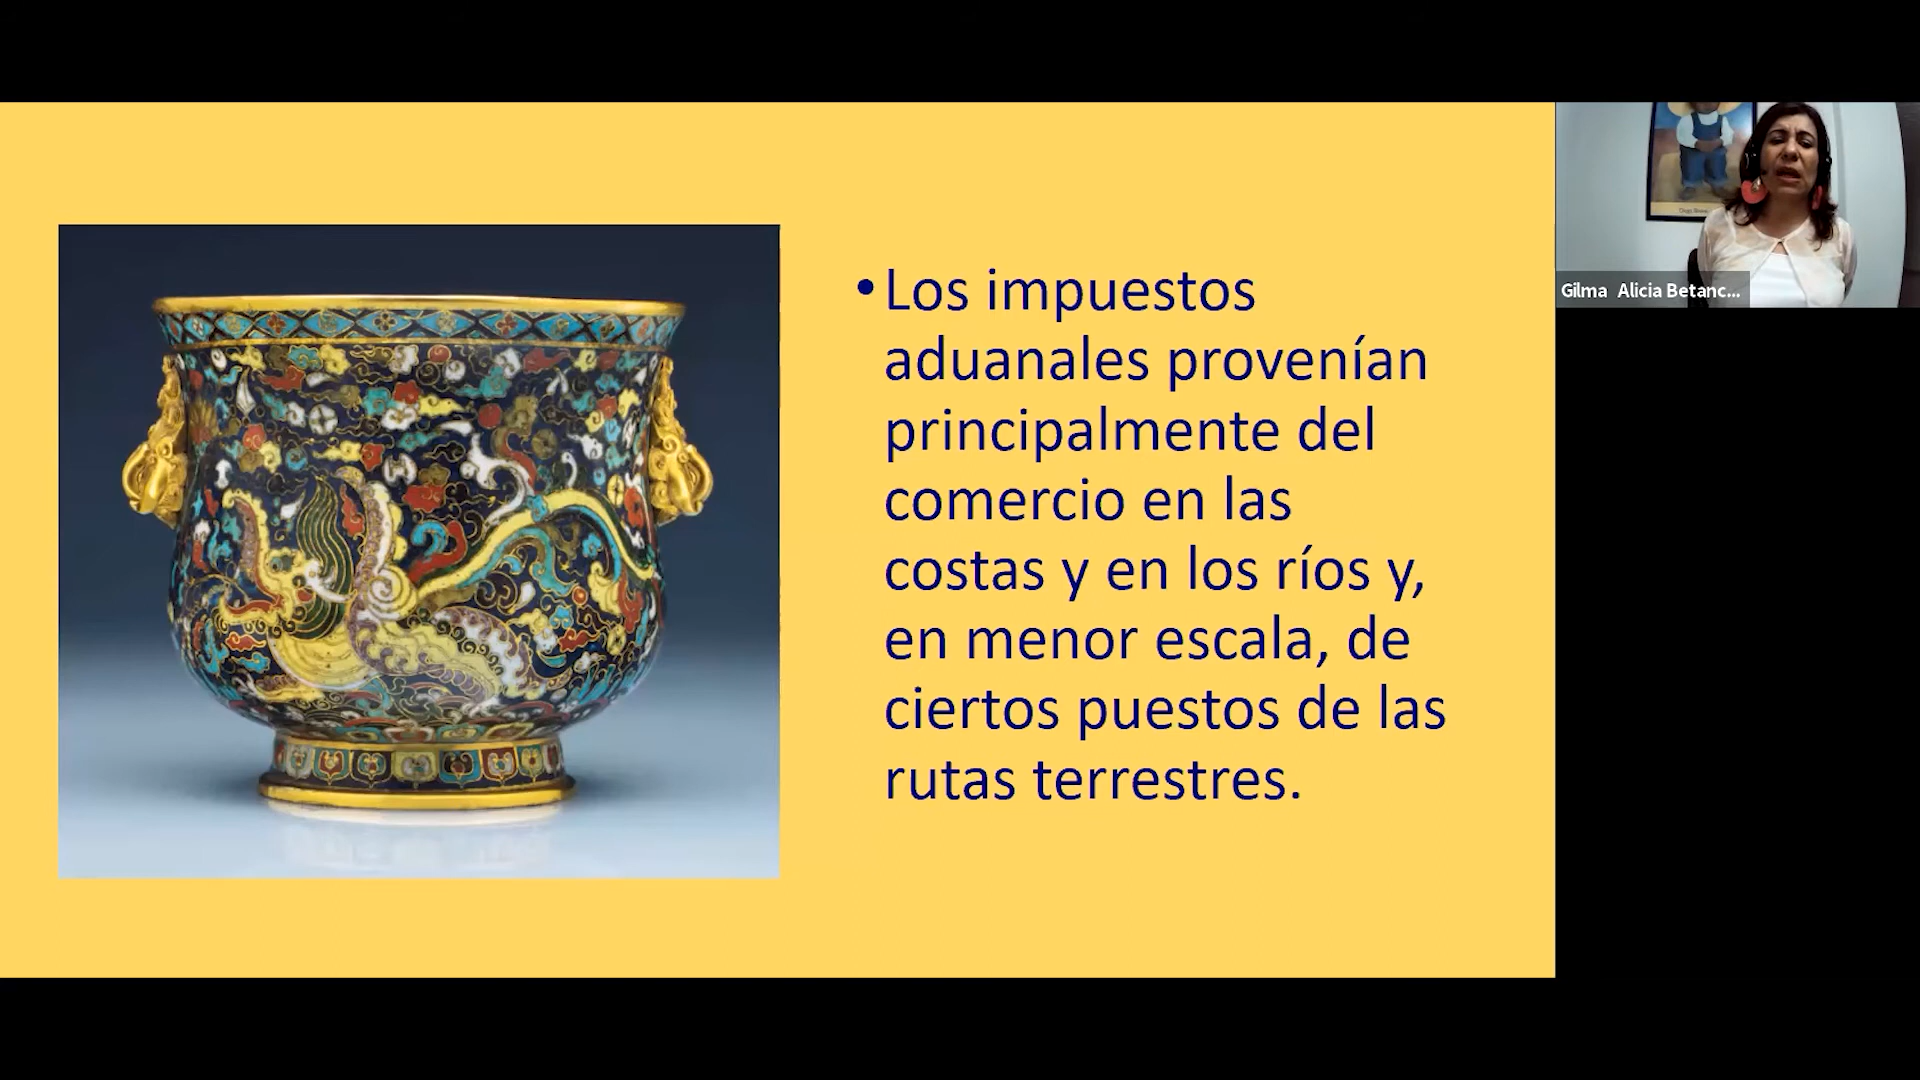 • Los impuestos
aduanales provenían
principalmente del
comercio en las
costas y en los ríos y,
en menor escala, de
ciertos puestos de las
rutas terrestres.
Gilma Alicia Betanc...